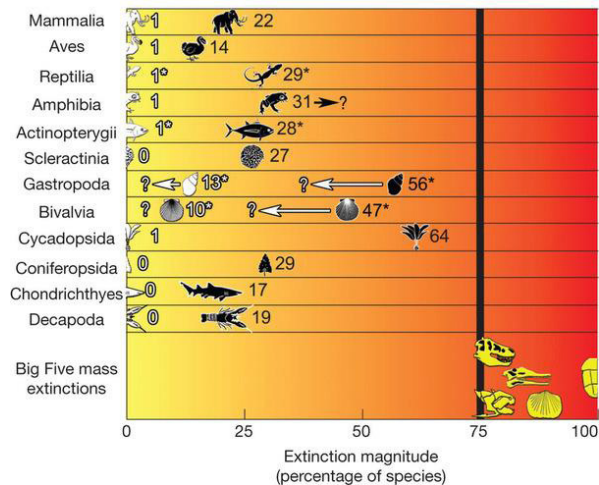 Mammalia 1 22
Aves 1 14
Reptilia 1* 29*
Amphibia 1 31 ?
Actinopterygii 1* 28*
Scleractinia 0 27
Gastropoda ? 13* ? 56*
Bivalvia ? 10* ? 47*
Cycadopsida 1 64
Coniferopsida 0 29
Chondrichthyes 0 17
Decapoda 0 19
Big Five mass
extinctions
0 25 50 75 100
Extinction magnitude
(percentage of species)